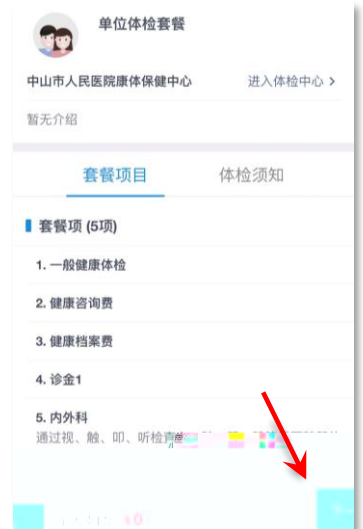 单位体检套餐
中山市人民医院康体保健中心 进入体检中心 >
暂无介绍
套餐项目 体检须知
套餐项 (5项)
1. 一般健康体检
2. 健康咨询费
3. 健康档案费
4. 诊金1
5. 内外科
通过视、触、叩、听检